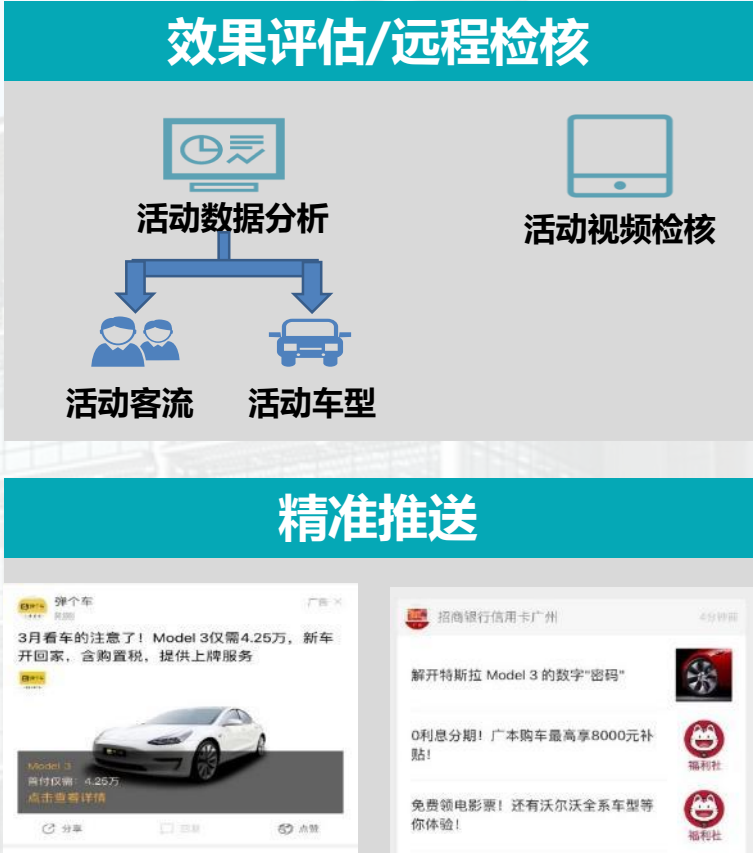 效果评估/远程检核
活动数据分析
活动视频检核
活动客流
活动车型
精准推送
弹个车
广告
3月看车的注意了！Model 3仅需4.25万，新车
开回家，含购置税，提供上牌服务
Model 3
首付仅需：4.25万
点击查看详情
分享
点赞
招商银行信用卡广州
4分钟前
解开特斯拉 Model 3 的数字"密码"
0利息分期！广本购车最高享8000元补
贴！
福利社
免费领电影票！还有沃尔沃全系车型等
你体验！
福利社